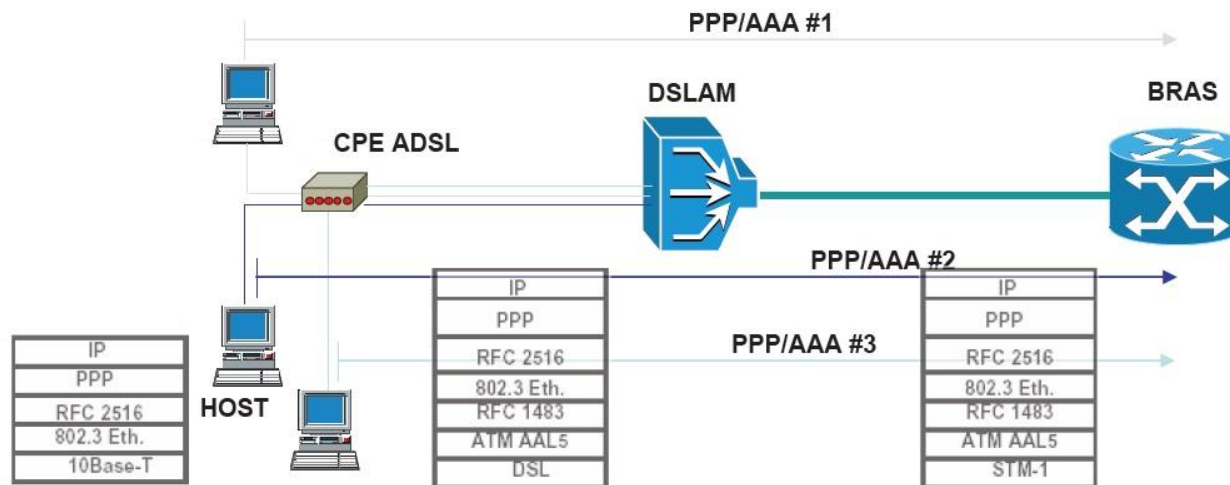 PPP/AAA #1
DSLAM
BRAS
CPE ADSL
PPP/AAA #2
IP
PPP
RFC 2516
802.3 Eth.
RFC 1483
ATM AAL5
DSL
IP
PPP
RFC 2516
802.3 Eth.
RFC 1483
ATM AAL5
STM-1
PPP/AAA #3
HOST
IP
PPP
RFC 2516
802.3 Eth.
10Base-T